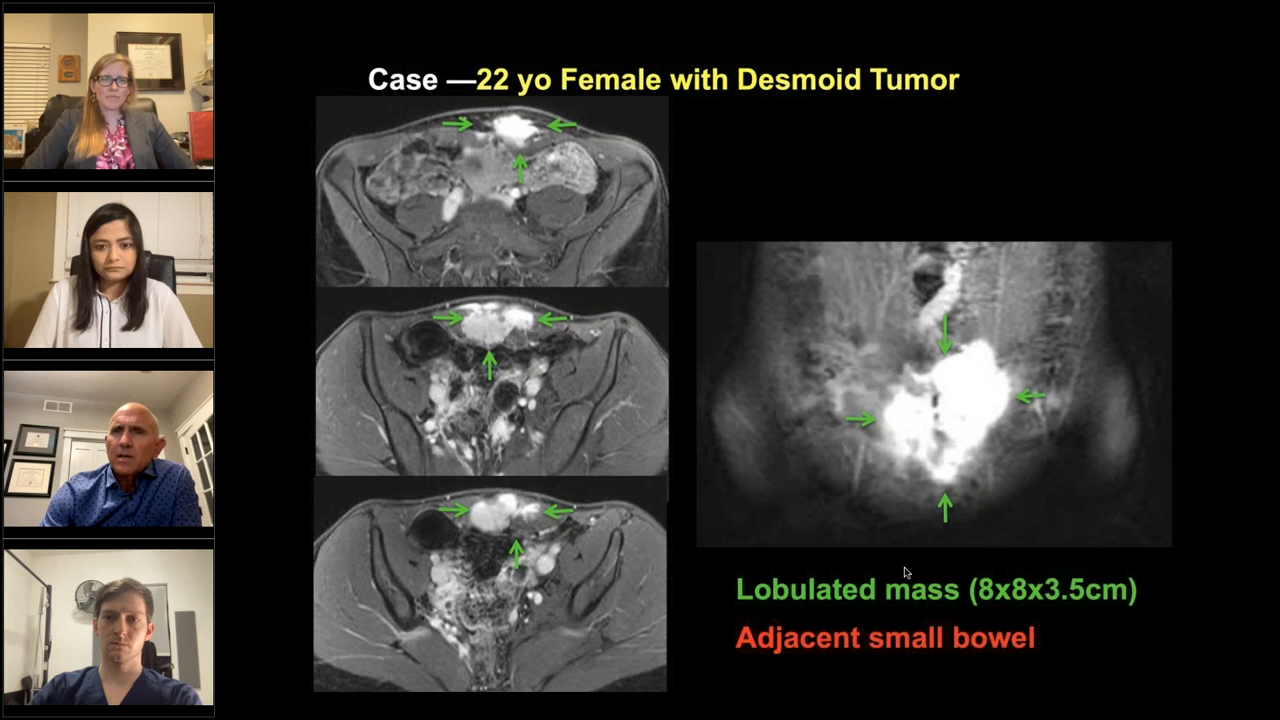 Case —22 yo Female with Desmoid Tumor
Lobulated mass (8x8x3.5cm)
Adjacent small bowel